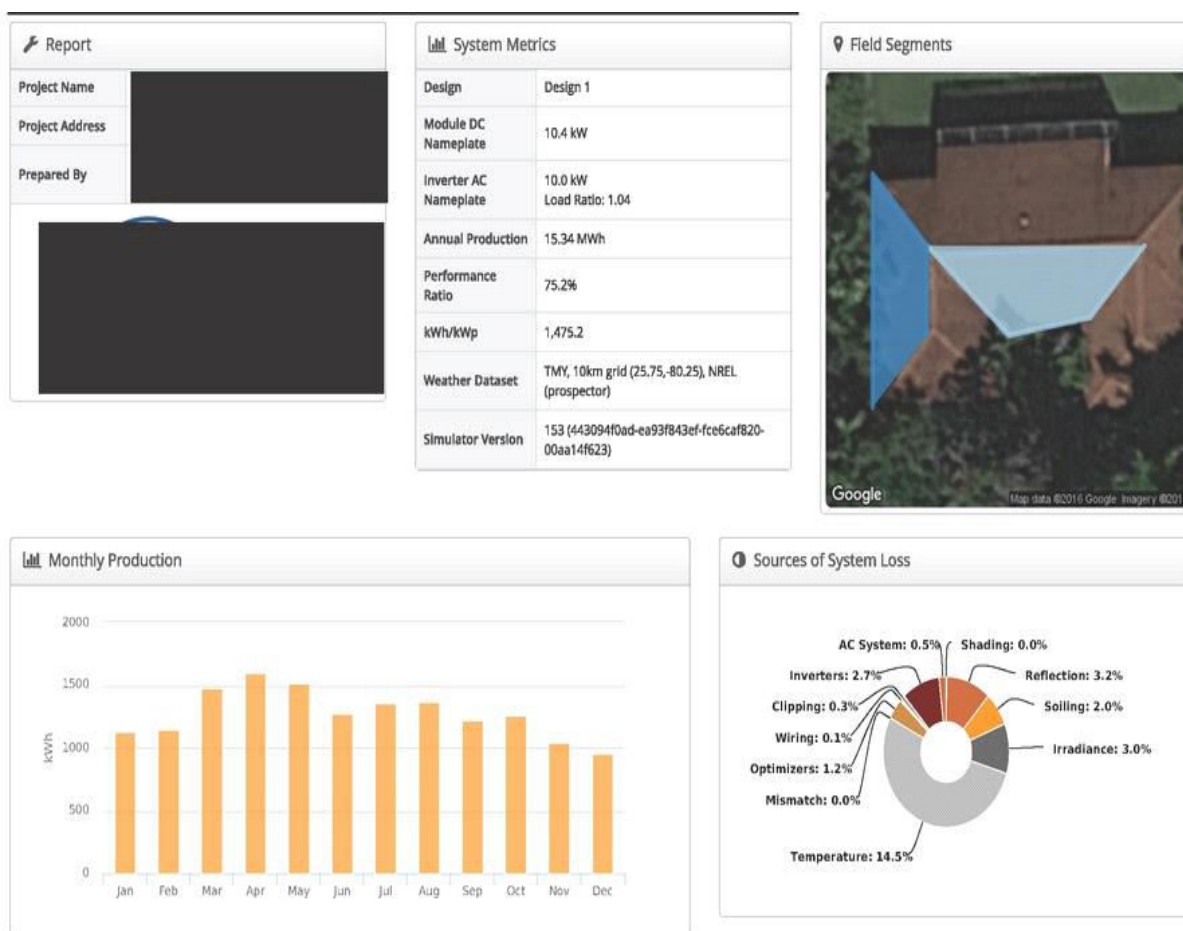 Report
Project Name
Project Address
Prepared By
System Metrics
Design Design 1
Module DC
Nameplate
10.4 kW
Inverter AC
Nameplate
10.0 kW
Load Ratio: 1.04
Annual Production 15.34 MWh
Performance
Ratio
75.2%
kWh/kWp 1,475.2
Weather Dataset
TMY, 10km grid (25.75,-80.25), NREL
(prospector)
Simulator Version
153 (443094f0ad-ea93f843ef-fce6caf820-
00aa14f623)
Field Segments
Google
Map data ©2016 Google Imagery ©201
Monthly Production
2000
1500
1000
500
0
kWh
Jan Feb Mar Apr May Jun Jul Aug Sep Oct Nov Dec
Sources of System Loss
AC System: 0.5%
Shading: 0.0%
Inverters: 2.7%
Reflection: 3.2%
Clipping: 0.3%
Soiling: 2.0%
Wiring: 0.1%
Irradiance: 3.0%
Optimizers: 1.2%
Mismatch: 0.0%
Temperature: 14.5%